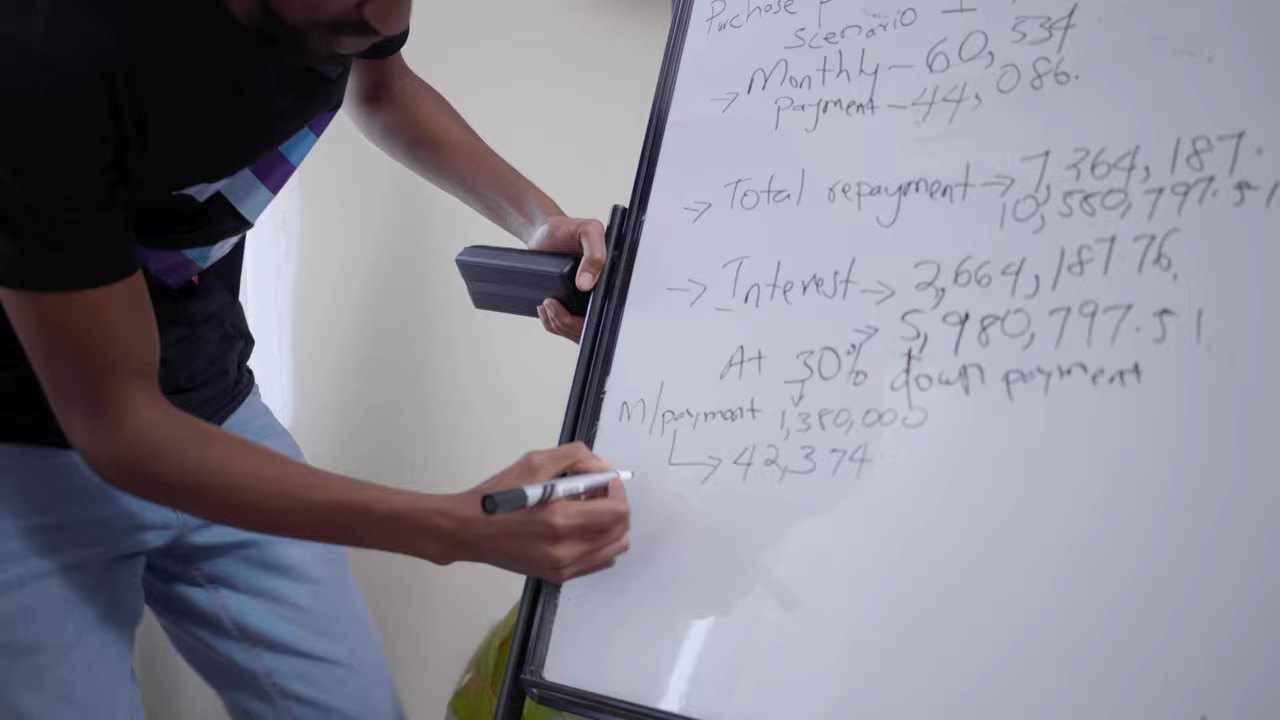 Purchase
Scenario 1
Monthly - 60,534
→ payment - 44,086.
→ Total repayment → 7,364,187.
10,580,797.51
→ Interest → 2,664,187.76
→ 5,980,797.51
At 30% down payment
M/payment 1,380,000
↳ 42,374